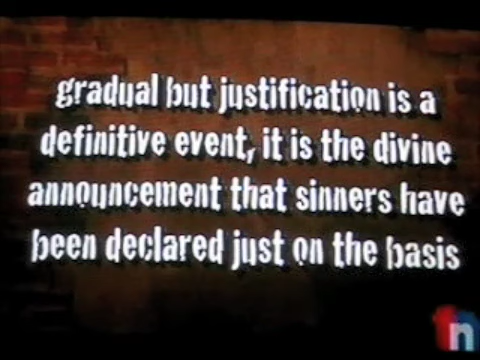 gradual but justification is a
definitive event, it is the divine
announcement that sinners have
been declared just on the basis
tn